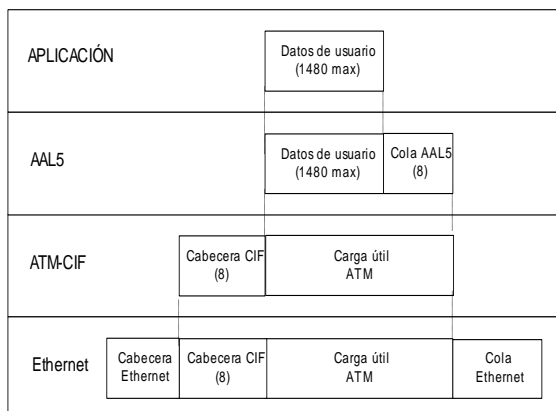 APLICACIÓN
Datos de usuario
(1480 max)
AAL5
Datos de usuario
(1480 max)
Cola AAL5
(8)
ATM-CIF
Cabecera CIF
(8)
Carga útil
ATM
Ethernet
Cabecera
Ethernet
Cabecera CIF
(8)
Carga útil
ATM
Cola
Ethernet